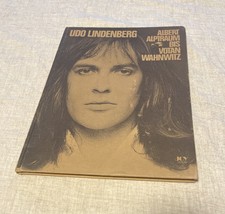 UDO LINDENBERG
ALBERT
ALPTRAUM
BIS
VOTAN
WAHNWITZ